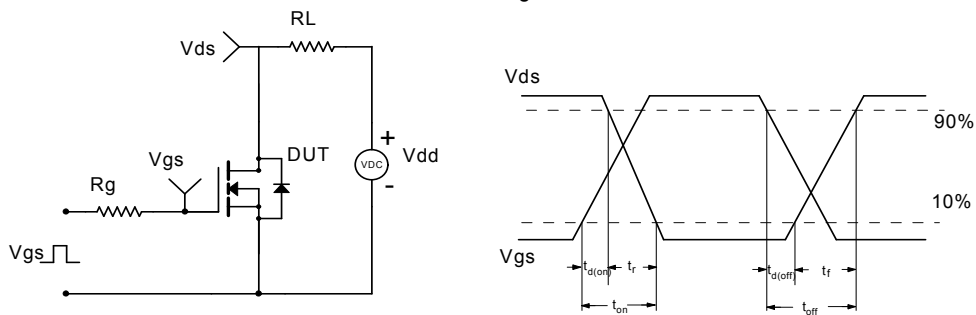 RL
Vds
Vgs
DUT
Rg
+
VDC
Vdd
-
Vgs
Vds
90%
10%
Vgs
td(on)
tr
td(off)
tf
ton
toff